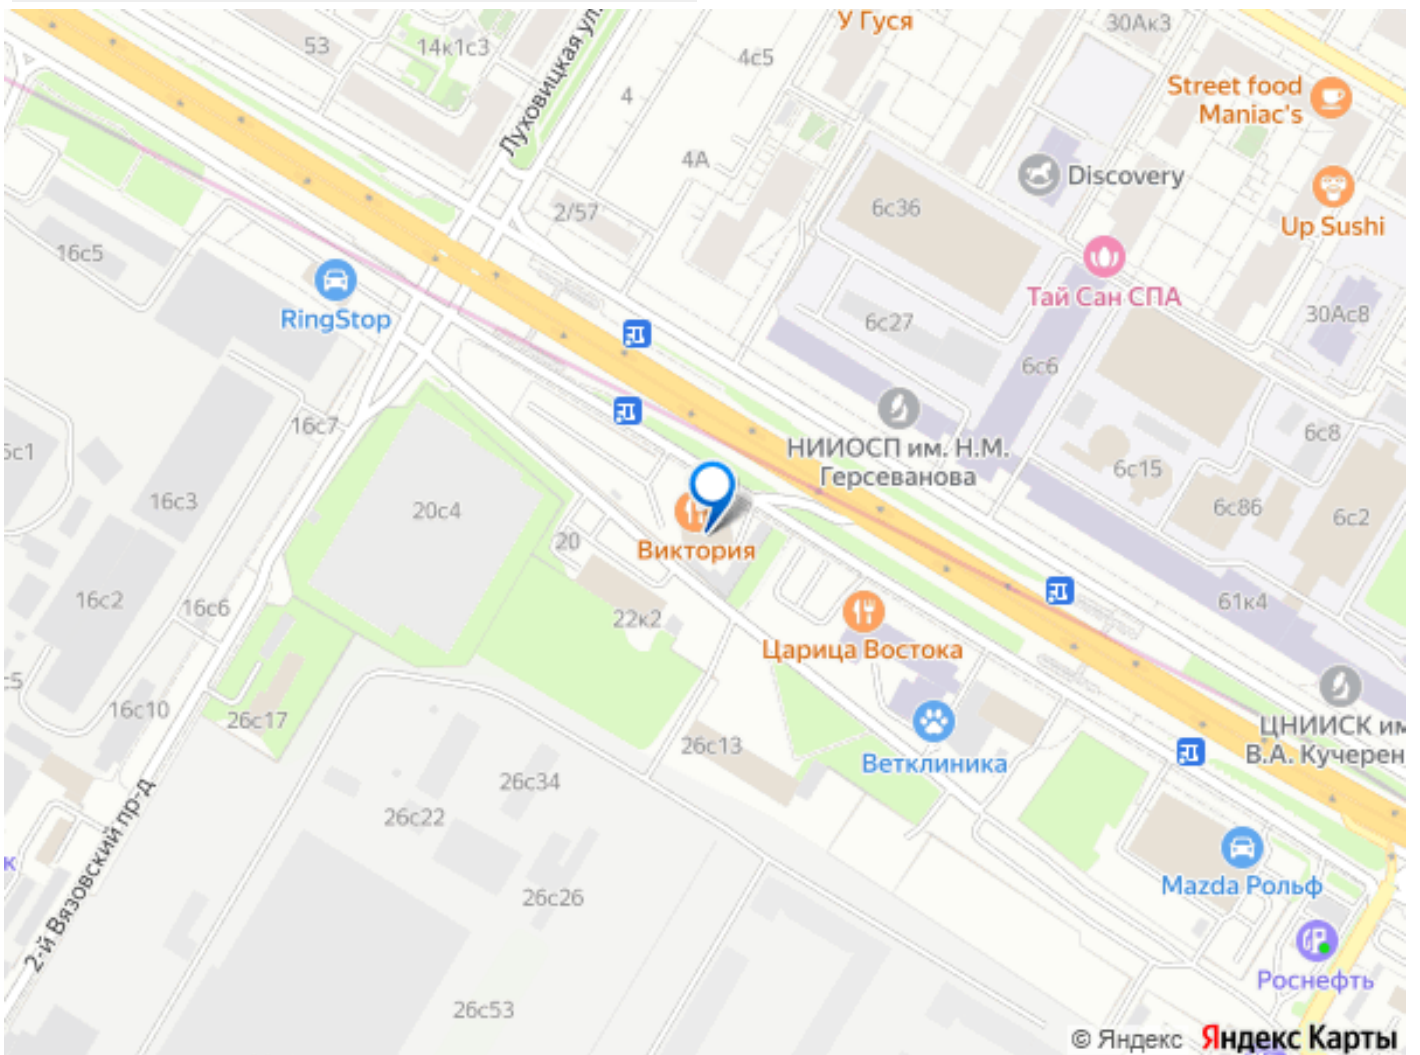 У Гуся
30Ак3
53
14к1с3
4с5
Street food
Maniac's
Луховицкая ул.
4
4А
Discovery
6с36
2/57
Up Sushi
16с5
RingStop
Тай Сан СПА
6с27
30Ас8
6с6
16с7
НИИОСП им. Н.М.
Герсеванова
6с8
6с15
5с1
16с3
20с4
6с86
6с2
20
Виктория
16с2
16с6
22к2
61к4
Царица Востока
16с10
26с17
26с13
ЦНИИСК им
В.А. Кучерен
Ветклиника
26с34
26с22
2-й Вязовский пр-д
к
Mazda Рольф
26с26
Роснефть
26с53
© Яндекс Яндекс Карты